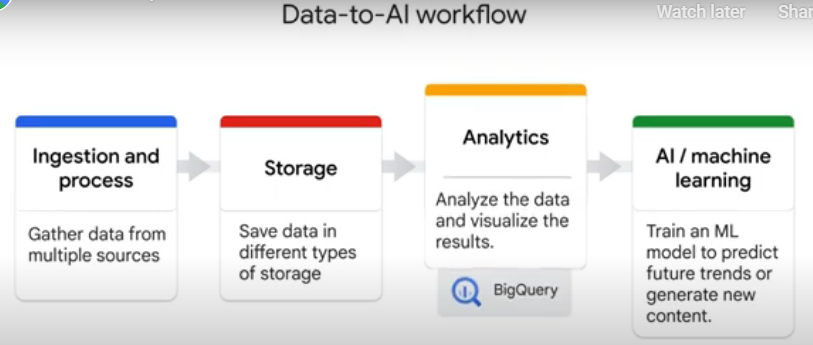 Data-to-AI workflow
Watch later
Ingestion and
process
Gather data from
multiple sources
Storage
Save data in
different types
of storage
Analytics
Analyze the data
and visualize the
results.
BigQuery
AI / machine
learning
Train an ML
model to predict
future trends or
generate new
content.